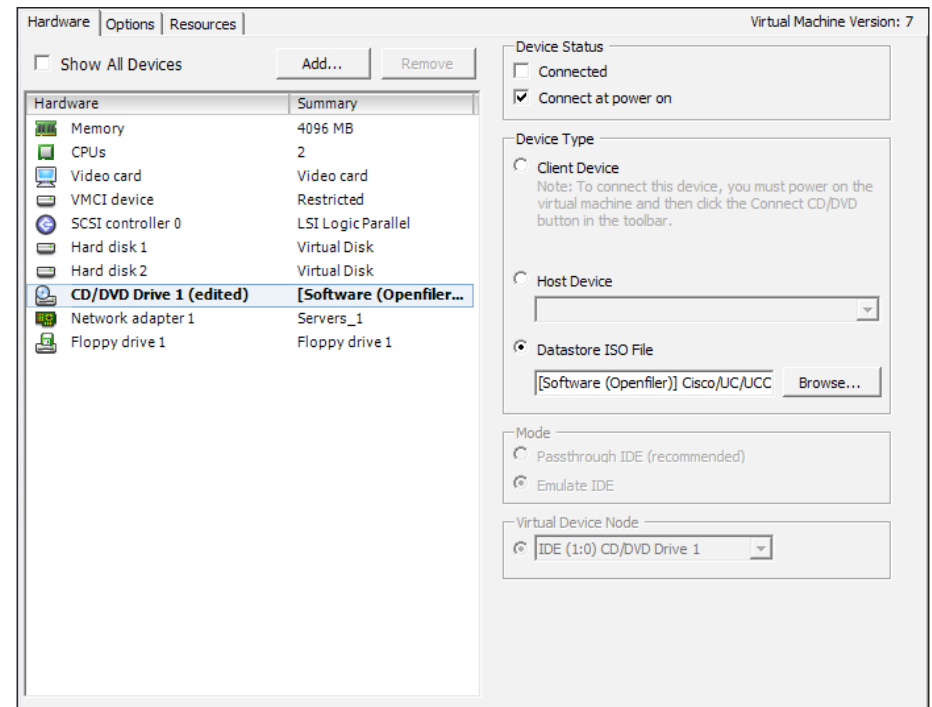 Hardware Options Resources Virtual Machine Version: 7
Show All Devices Add... Remove
Hardware Summary
Memory 4096 MB
CPUs 2
Video card Video card
VMCI device Restricted
SCSI controller 0 LSI Logic Parallel
Hard disk 1 Virtual Disk
Hard disk 2 Virtual Disk
CD/DVD Drive 1 (edited) [Software (Openfiler...
Network adapter 1 Servers_1
Floppy drive 1 Floppy drive 1
Device Status
Connected
Connect at power on
Device Type
Client Device
Note: To connect this device, you must power on the
virtual machine and then click the Connect CD/DVD
button in the toolbar.
Host Device
Datastore ISO File
[Software (Openfiler)] Cisco/UC/UCC Browse...
Mode
Passthrough IDE (recommended)
Emulate IDE
Virtual Device Node
IDE (1:0) CD/DVD Drive 1